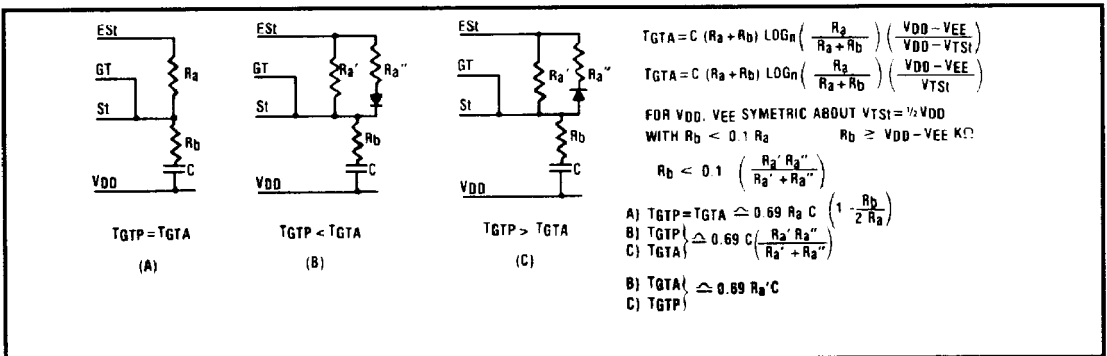 ESt
Ra
GT
St
Rb
C
VDD
TGTP = TGTA
(A)
ESt
Ra′ Ra″
GT
St
Rb
C
VDD
TGTP < TGTA
(B)
ESt
Ra′ Ra″
GT
St
Rb
C
VDD
TGTP > TGTA
(C)
TGTA = C (Ra + Rb) LOGn ( Ra / Ra + Rb ) ( VDD – VEE / VDD – VTSt )
TGTA = C (Ra + Rb) LOGn ( Ra / Ra + Rb ) ( VDD – VEE / VTSt )
FOR VDD. VEE SYMETRIC ABOUT VTSt = ½ VDD
WITH Rb < 0.1 Ra Rb ≥ VDD – VEE KΩ
Rb < 0.1 ( Ra′ Ra″ / Ra′ + Ra″ )
A) TGTP = TGTA ≏ 0.69 Ra C ( 1 - Rb / 2 Ra )
B) TGTP
C) TGTA } ≏ 0.69 C ( Ra′ Ra″ / Ra′ + Ra″ )
B) TGTA
C) TGTP } ≏ 0.69 Ra′C